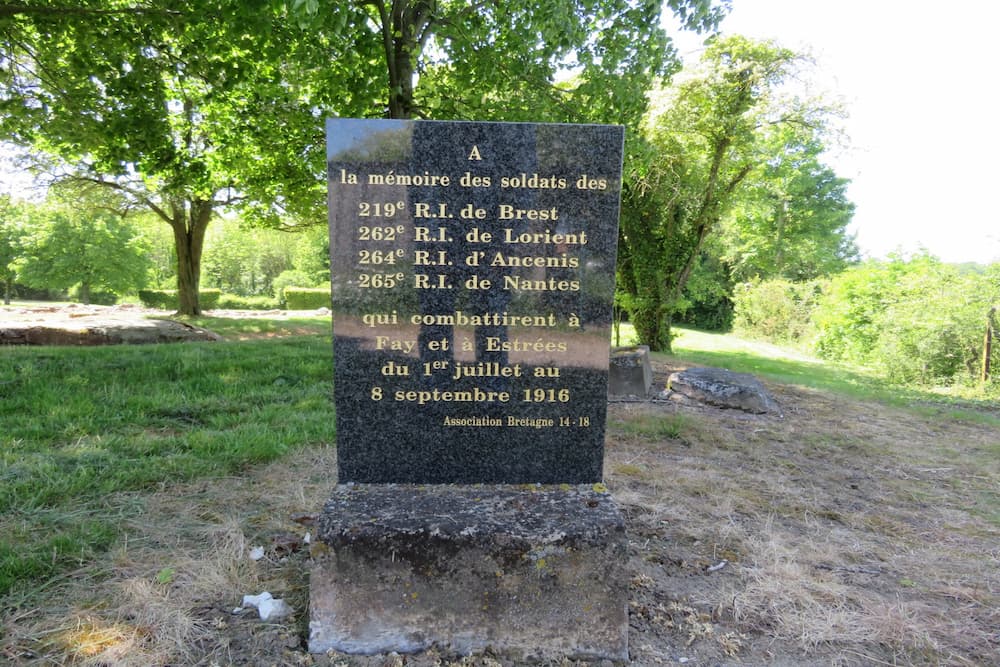 A
la mémoire des soldats des
219e R.I. de Brest
262e R.I. de Lorient
264e R.I. d'Ancenis
265e R.I. de Nantes
qui combattirent à
Fay et à Estrées
du 1er juillet au
8 septembre 1916
Association Bretagne 14-18